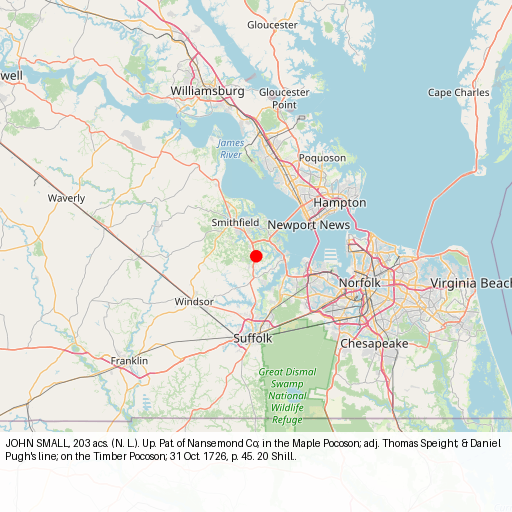 Gloucester
well
Williamsburg
Gloucester
Point
Cape Charles
James
River
Poquoson
Waverly
Hampton
Smithfield
Newport News
Norfolk
Virginia Beach
Windsor
Suffolk
Chesapeake
Franklin
Great Dismal
Swamp
National
Wildlife
Refuge
JOHN SMALL, 203 acs. (N. L.). Up. Pat. of Nansemond Co; in the Maple Pocoson; adj. Thomas Speight; & Daniel
Pugh's line; on the Timber Pocoson; 31 Oct. 1726, p. 45. 20 Shill..